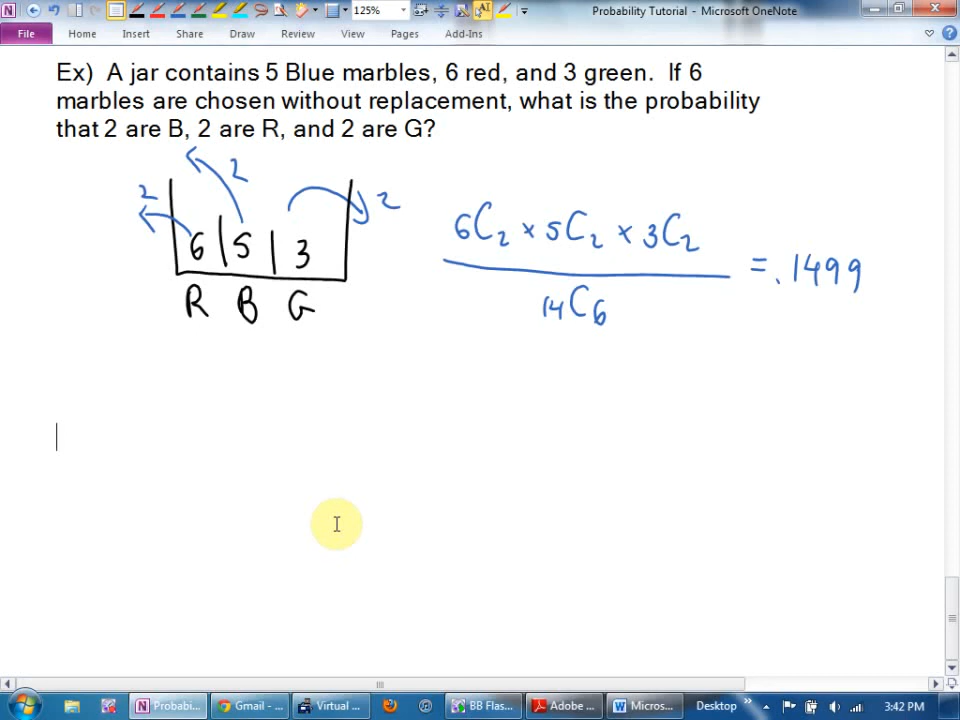 125%
Probability Tutorial - Microsoft OneNote
File Home Insert Share Draw Review View Pages Add-Ins
Ex) A jar contains 5 Blue marbles, 6 red, and 3 green. If 6
marbles are chosen without replacement, what is the probability
that 2 are B, 2 are R, and 2 are G?
2 2 2
6 5 3
R B G
6C2 × 5C2 × 3C2
14C6
= .1499
Probabi... Gmail - ... Virtual ... BB Flas... Adobe ... Micros... Desktop » 3:42 PM